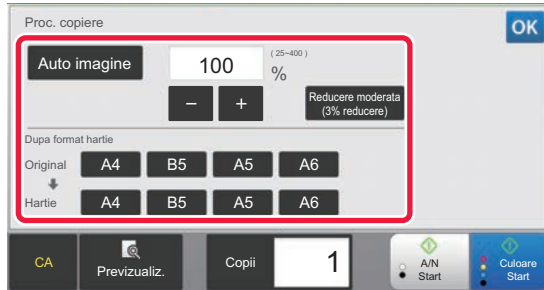 Proc. copiere
OK
Auto imagine
100
(25~400)
%
−
+
Reducere moderata
(3% reducere)
Dupa format hartie
Original
A4
B5
A5
A6
Hartie
A4
B5
A5
A6
CA
Previzualiz.
Copii
1
A/N
Start
Culoare
Start